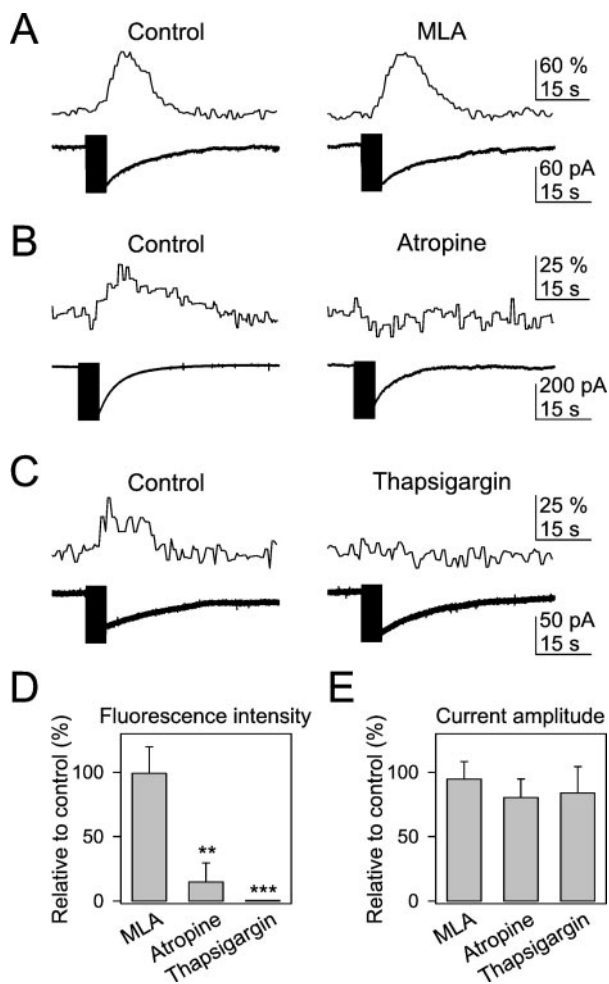 A
Control
MLA
60 %
15 s
60 pA
15 s
B
Control
Atropine
25 %
15 s
200 pA
15 s
C
Control
Thapsigargin
25 %
15 s
50 pA
15 s
D
Fluorescence intensity
Relative to control (%)
100
50
0
**
***
MLA
Atropine
Thapsigargin
E
Current amplitude
Relative to control (%)
100
50
0
MLA
Atropine
Thapsigargin